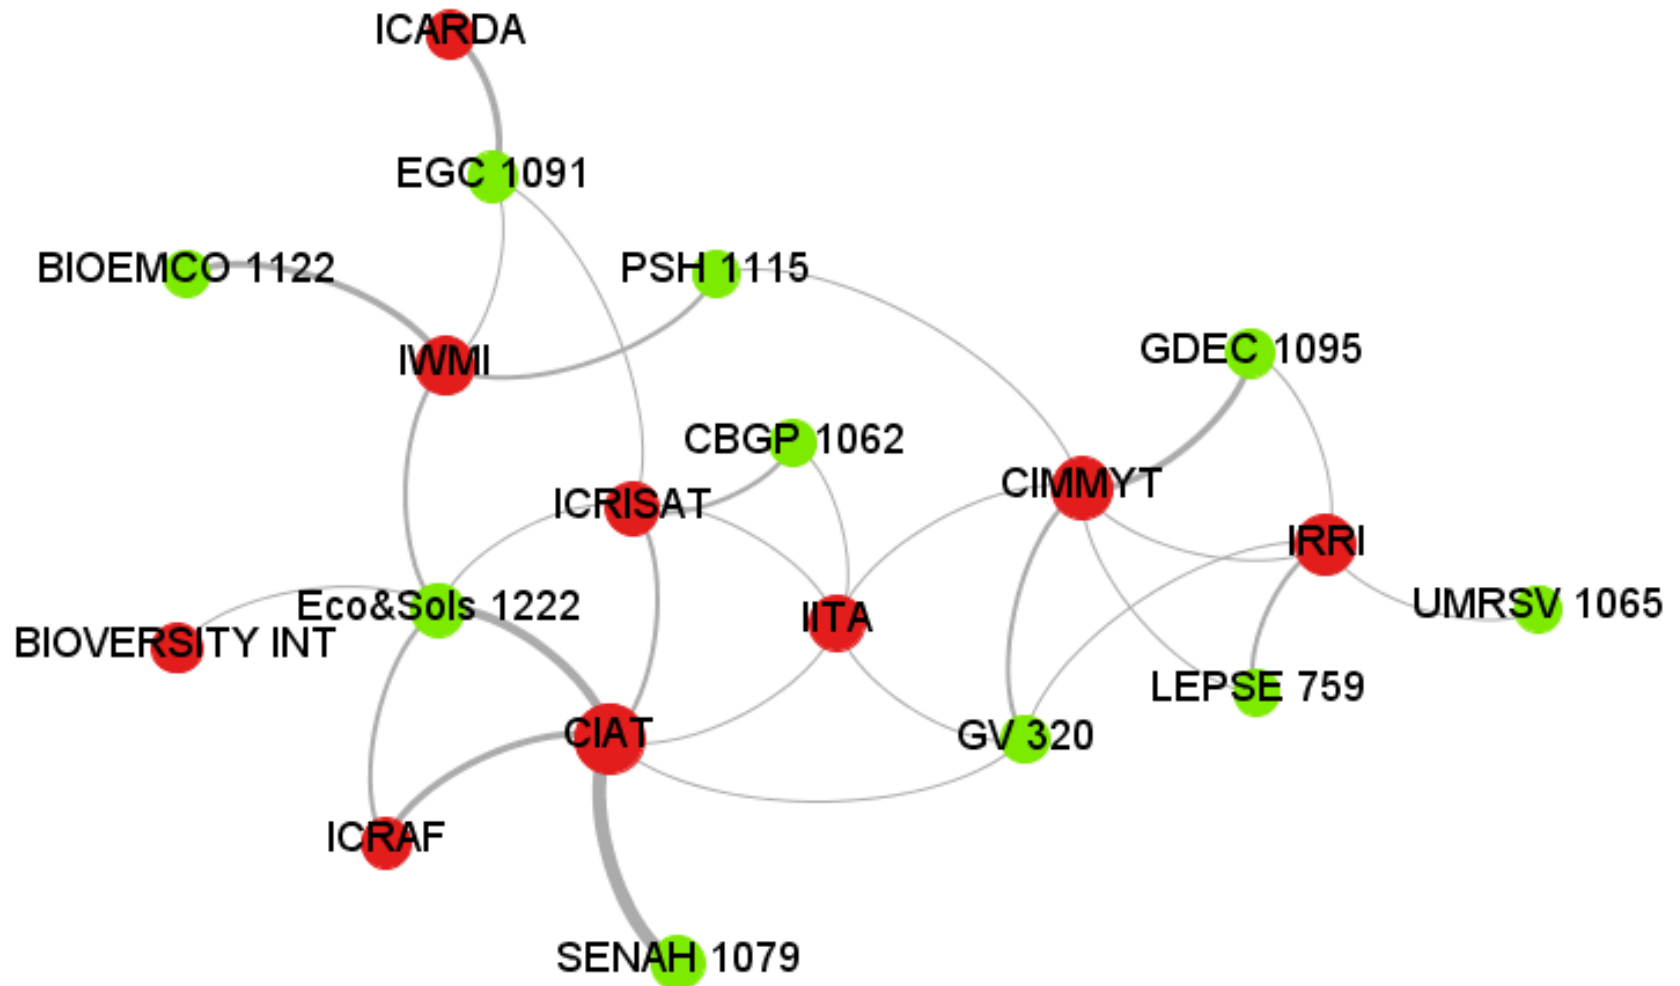 ICARDA
EGC 1091
BIOEMCO 1122
PSH 1115
IWMI
GDEC 1095
CBGP 1062
CIMMYT
ICRISAT
IRRI
Eco&Sols 1222
IITA
UMRSV 1065
BIOVERSITY INT
LEPSE 759
CIAT
GV 320
ICRAF
SENAH 1079